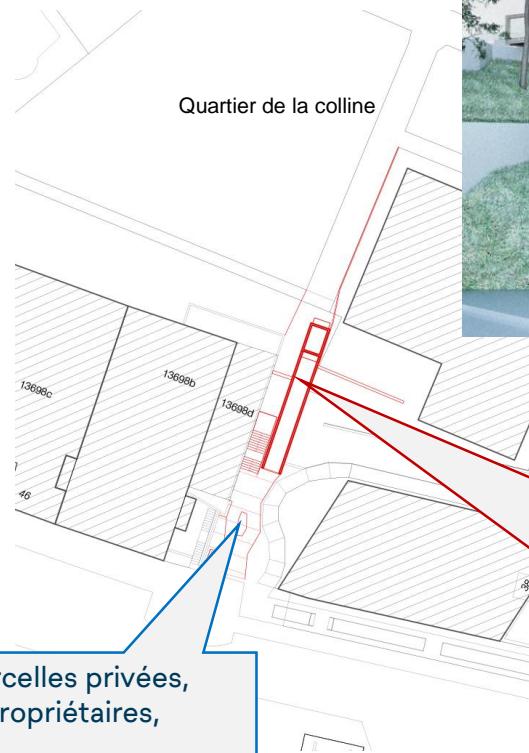 Quartier de la colline
13698c
13698b
13698d
46
rcelles privées,
ropriétaires,